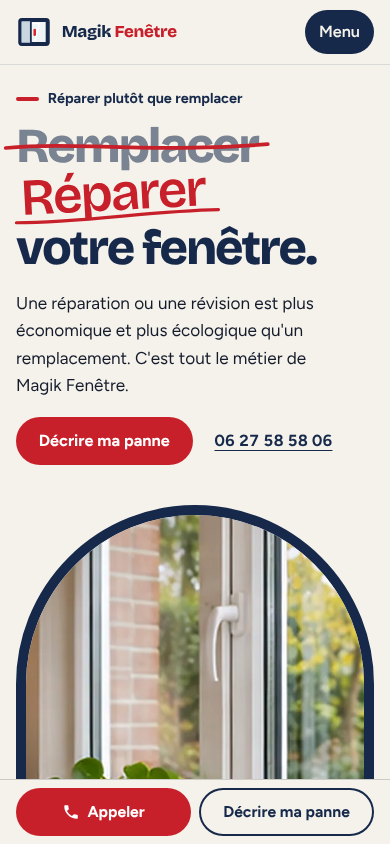 Magik Fenêtre
Menu
Réparer plutôt que remplacer
Remplacer
Réparer
votre fenêtre.
Une réparation ou une révision est plus
économique et plus écologique qu'un
remplacement. C'est tout le métier de
Magik Fenêtre.
Décrire ma panne
06 27 58 58 06
Appeler
Décrire ma panne